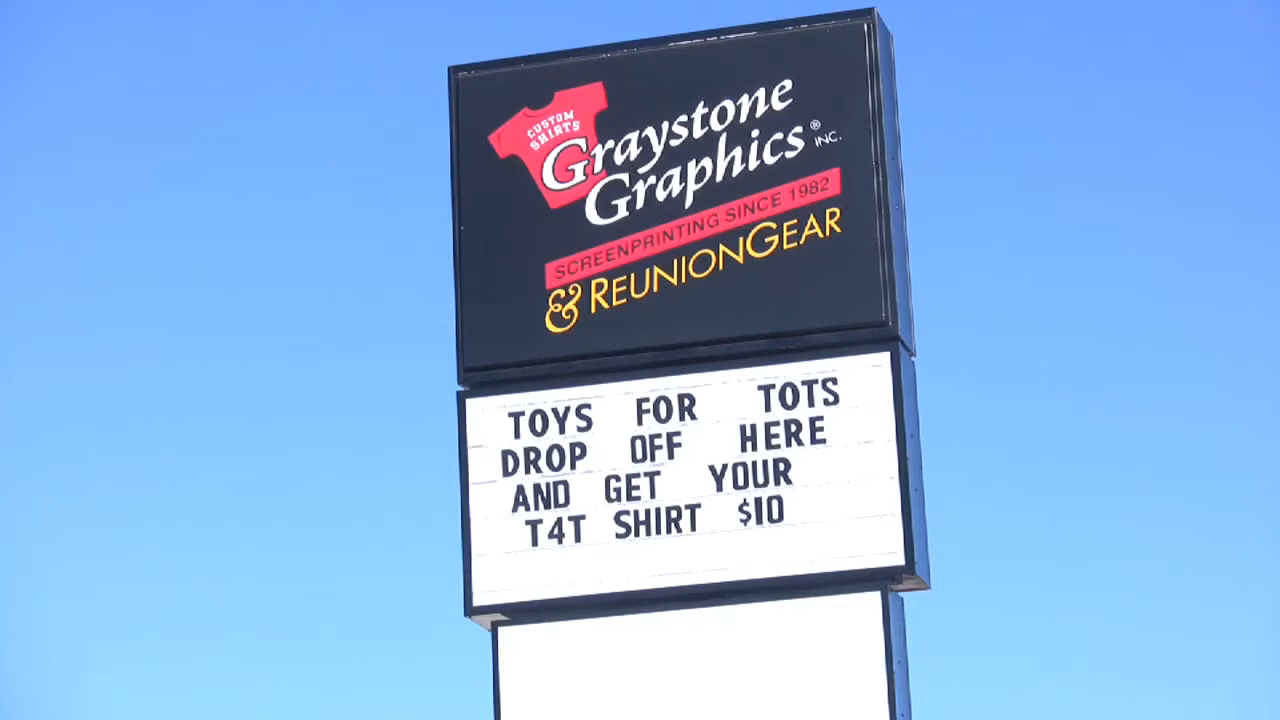 CUSTOM
SHIRTS
Graystone
Graphics® INC.
SCREENPRINTING SINCE 1982
& REUNIONGEAR
TOYS FOR TOTS
DROP OFF HERE
AND GET YOUR
T4T SHIRT $10